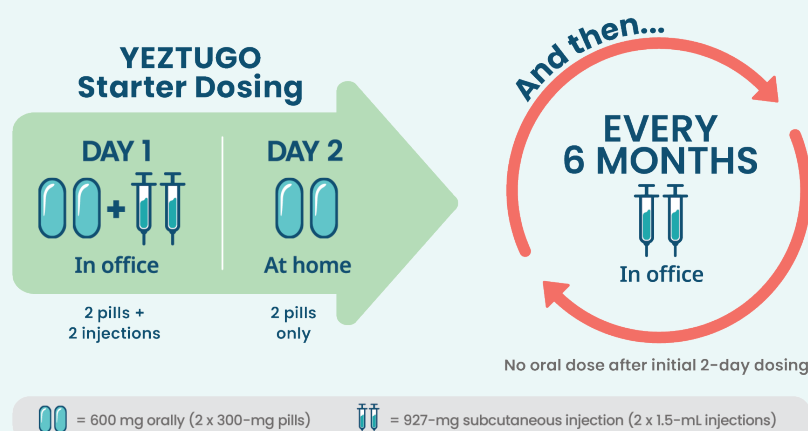 YEZTUGO
Starter Dosing
DAY 1
+
In office
2 pills +
2 injections
DAY 2
At home
2 pills
only
And then...
EVERY
6 MONTHS
In office
No oral dose after initial 2-day dosing
= 600 mg orally (2 x 300-mg pills)
= 927-mg subcutaneous injection (2 x 1.5-mL injections)